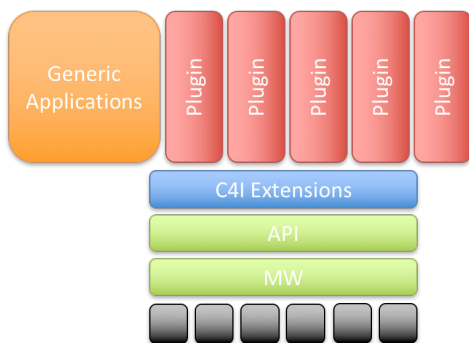 Generic
Applications
Plugin
Plugin
Plugin
Plugin
Plugin
C4I Extensions
API
MW